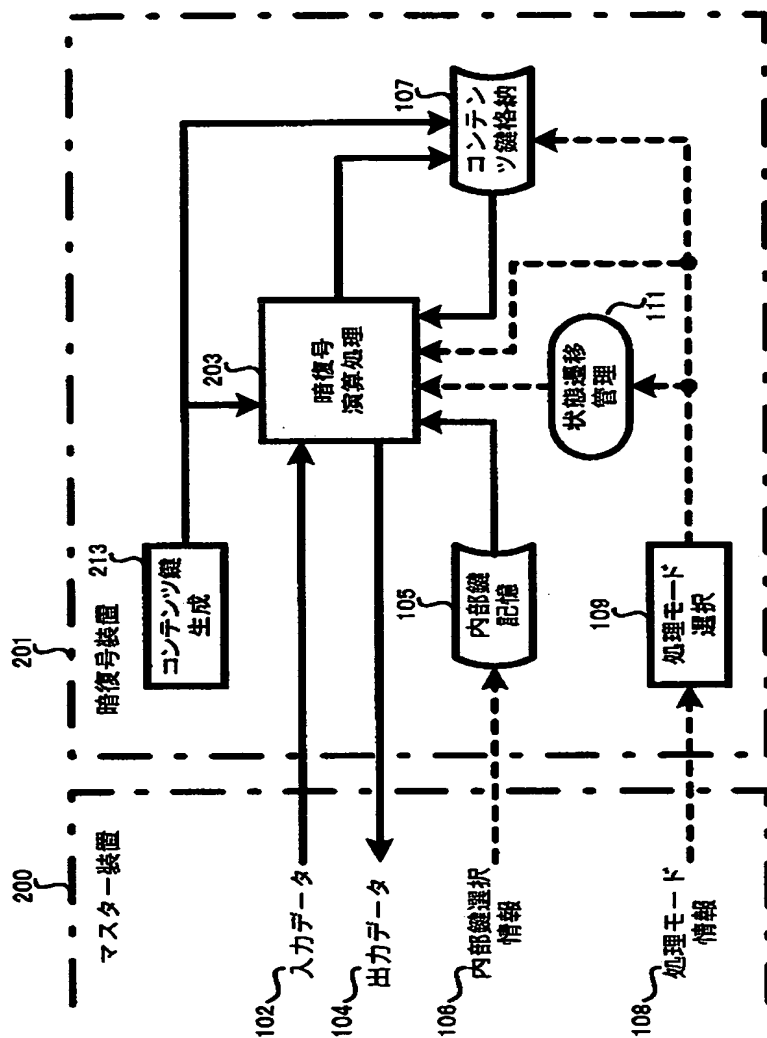 200
マスター装置
102
入力データ
104
出力データ
106
内部鍵選択
情報
108
処理モード
情報
201
暗復号装置
213
コンテンツ鍵
生成
203
暗復号
演算処理
107
コンテン
ツ鍵格納
105
内部鍵
記憶
111
状態遷移
管理
109
処理モード
選択